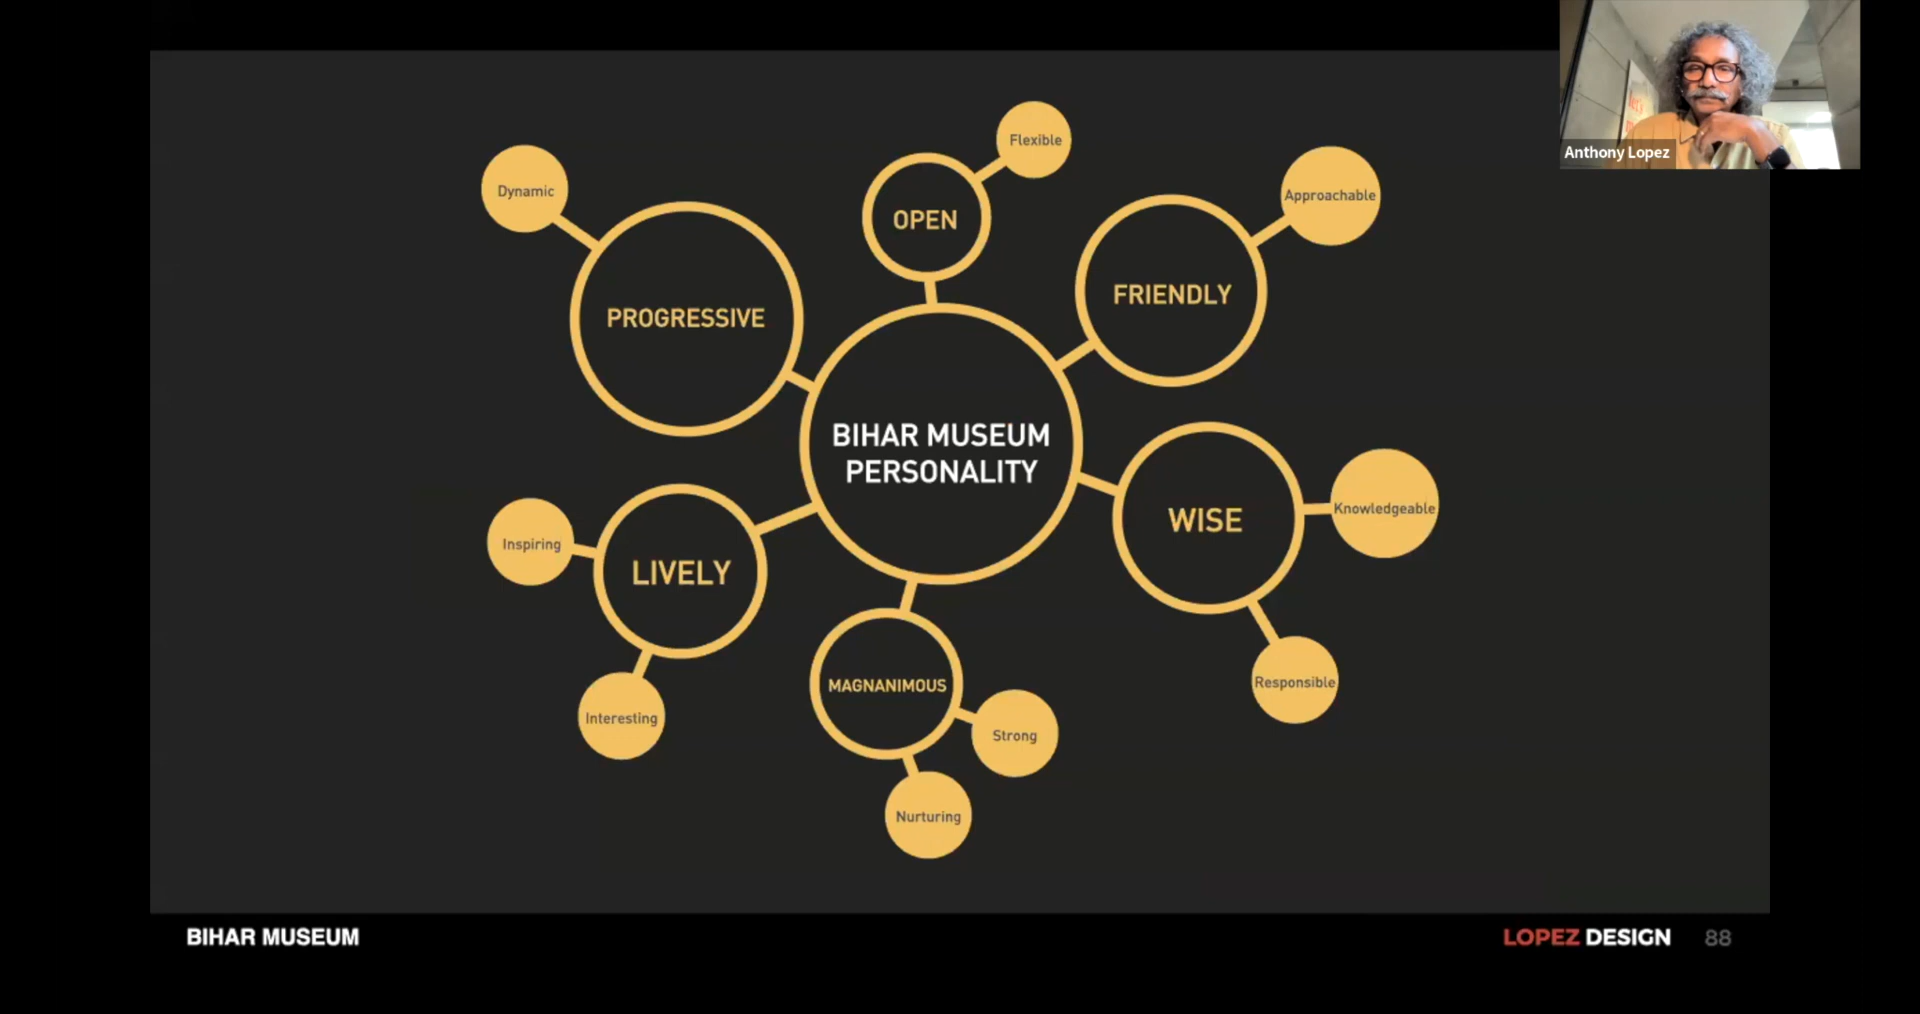 Anthony Lopez
Flexible
Dynamic
Approachable
OPEN
FRIENDLY
PROGRESSIVE
BIHAR MUSEUM
PERSONALITY
WISE
Knowledgeable
Inspiring
LIVELY
Responsible
MAGNANIMOUS
Interesting
Strong
Nurturing
BIHAR MUSEUM
LOPEZ DESIGN 88